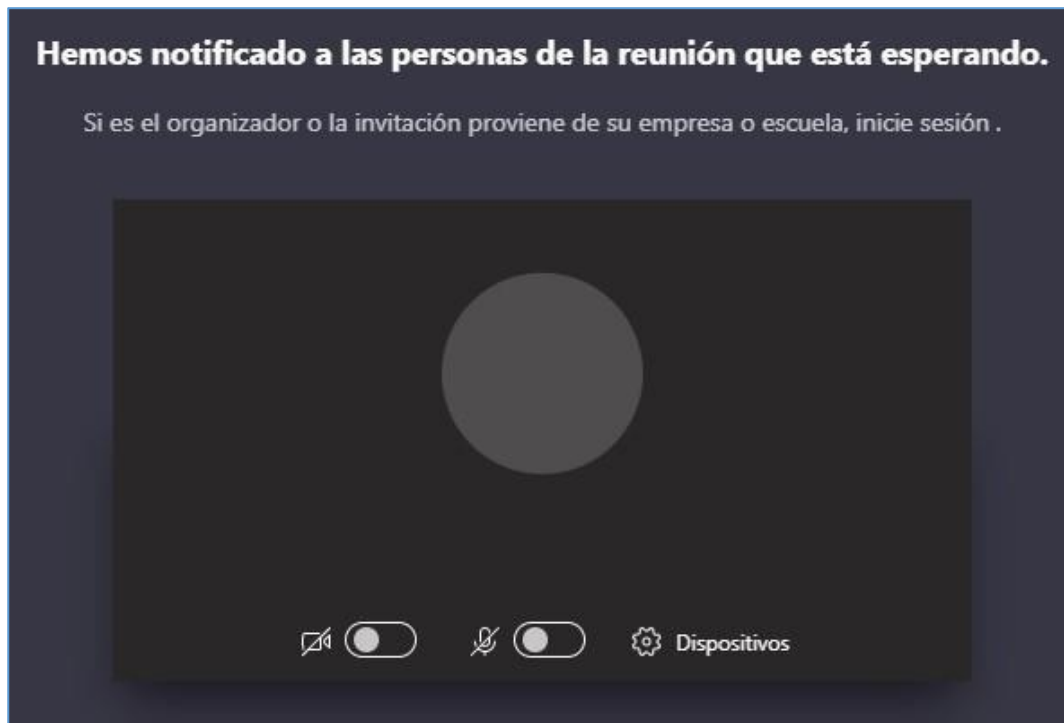 Hemos notificado a las personas de la reunión que está esperando.
Si es el organizador o la invitación proviene de su empresa o escuela, inicie sesión .
Dispositivos